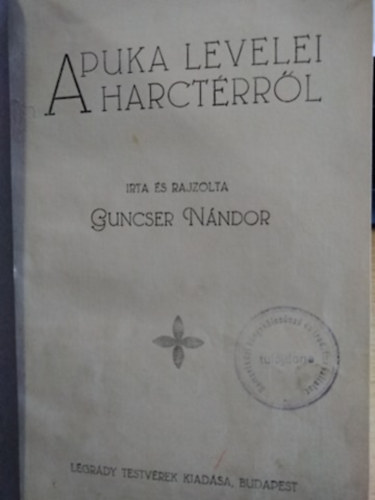 APUKA LEVELEI
A HARCTÉRRŐL
IRTA ÉS RAJZOLTA
GUNCSER NÁNDOR
LÉGRÁDY TESTVÉREK KIADÁSA, BUDAPEST